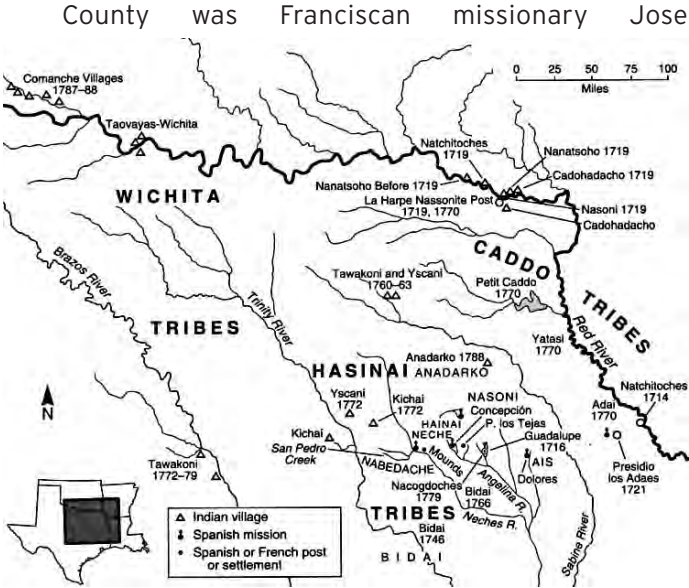 County was Franciscan missionary Jose
Comanche Villages
1787–88
0 20 40 60 80 100
Miles
Taovayas-Wichita
Natchitoches
1719
Nanatsoho 1719
Cadohadacho 1719
Nanatsoho Before 1719
La Harpe Nassonite Post
1719, 1770
Nasoni 1719
Cadohadacho
WICHITA
CADDO
Brazos River
Trinity River
Tawakoni and Yscani
1760–63
Petit Caddo
1770
TRIBES
TRIBES
Red River
Yatasi
1770
HASINAI
Anadarko 1788
ANADARKO
Natchitoches
1714
N
Yscani
1772
Kichai
1772
NASONI
Concepción
P. los Tejas
Adai
1770
HAINAI
NECHE
Guadalupe
1716
Kichai
San Pedro
Creek
Mounds
NABEDACHE
AIS
Dolores
Presidio
los Adaes
1721
Tawakoni
1772–79
Nacogdoches
1779
Bidai
1766
Angelina R.
Neches R.
Sabine River
TRIBES
Bidai
1746
BIDAI
Indian village
Spanish mission
Spanish or French post
or settlement